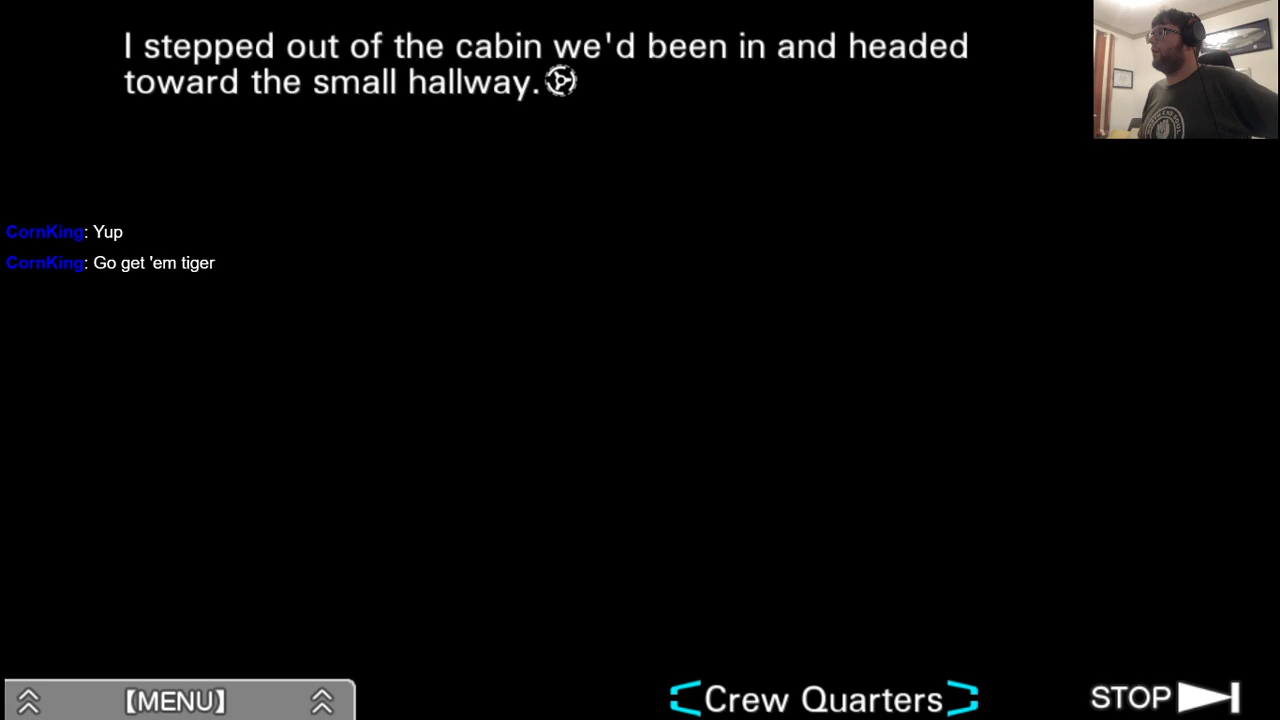 I stepped out of the cabin we'd been in and headed
toward the small hallway.
CornKing: Yup
CornKing: Go get 'em tiger
【MENU】
Crew Quarters
STOP